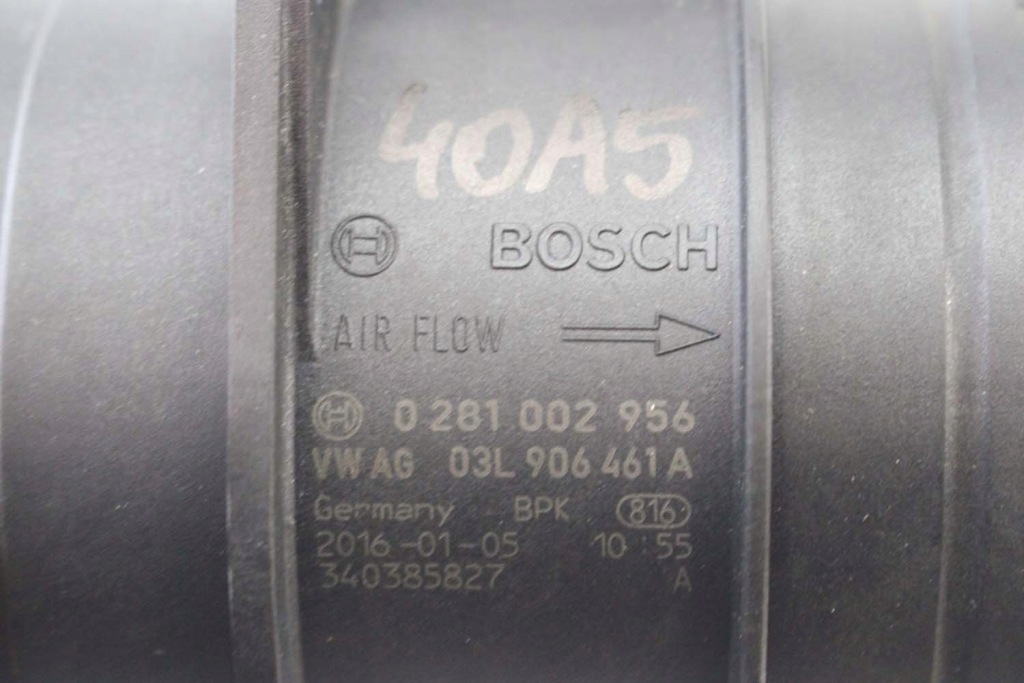 40A5
BOSCH
AIR FLOW
0 281 002 956
VW AG 03L 906 461 A
Germany BPK 816
2016-01-05 10:55
340385827 A